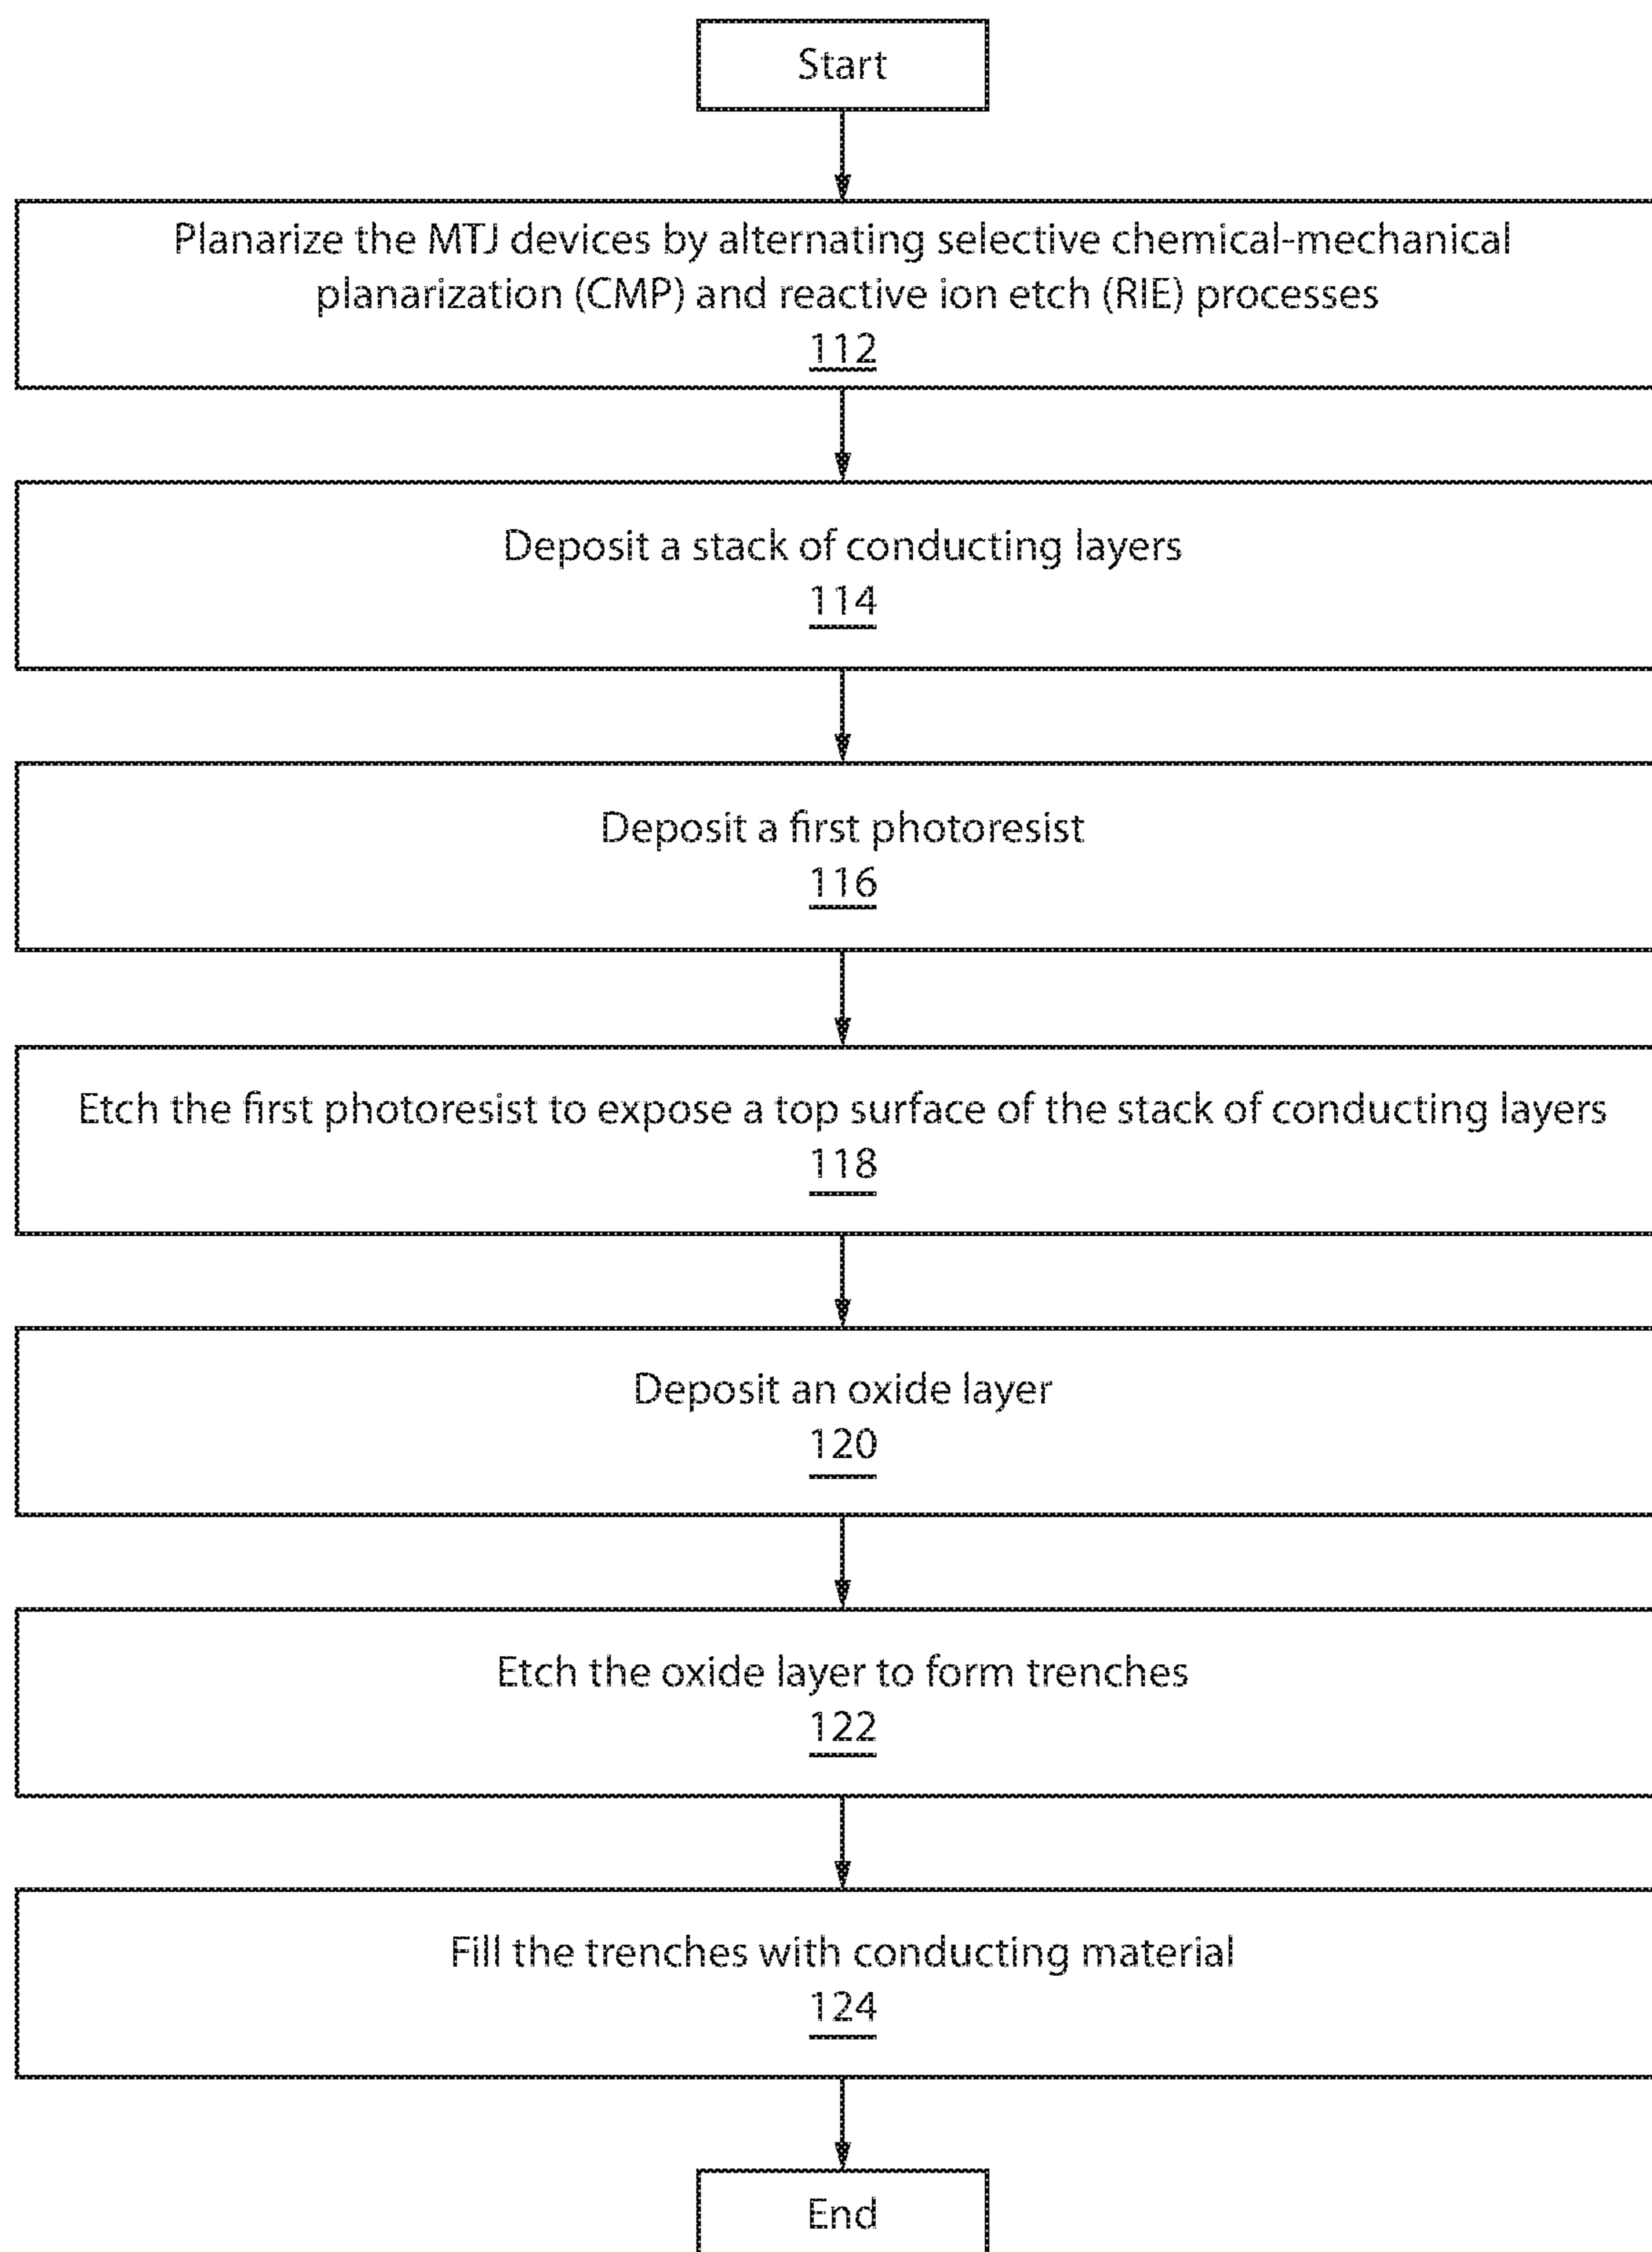 Start
Planarize the MTJ devices by alternating selective chemical-mechanical
planarization (CMP) and reactive ion etch (RIE) processes
112
Deposit a stack of conducting layers
114
Deposit a first photoresist
116
Etch the first photoresist to expose a top surface of the stack of conducting layers
118
Deposit an oxide layer
120
Etch the oxide layer to form trenches
122
Fill the trenches with conducting material
124
End